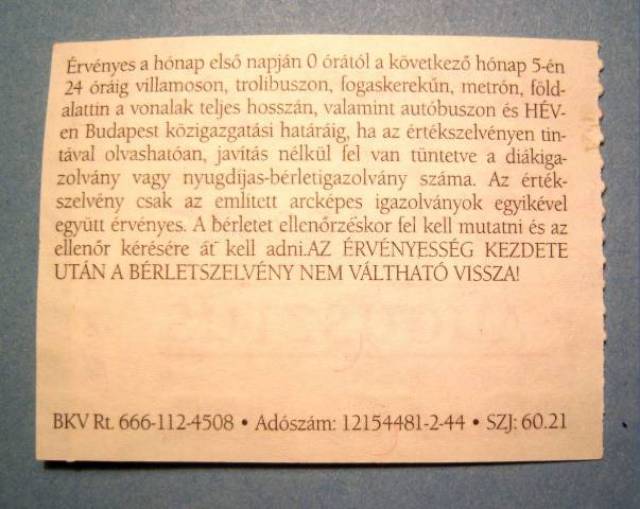 Érvényes a hónap első napján 0 órától a következő hónap 5-én
24 óráig villamoson, trolibuszon, fogaskerekűn, metrón, föld-
alattin a vonalak teljes hosszán, valamint autóbuszon és HÉV-
en Budapest közigazgatási határáig, ha az értékszelvényen tin-
tával olvashatóan, javítás nélkül fel van tüntetve a diákiga-
zolvány vagy nyugdíjas-bérletigazolvány száma. Az érték-
szelvény csak az említett arcképes igazolványok egyikével
együtt érvényes. A bérletet ellenőrzéskor fel kell mutatni és az
ellenőr kérésére át kell adni.AZ ÉRVÉNYESSÉG KEZDETE
UTÁN A BÉRLETSZELVÉNY NEM VÁLTHATÓ VISSZA!
BKV Rt. 666-112-4508 • Adószám: 12154481-2-44 • SZJ: 60.21